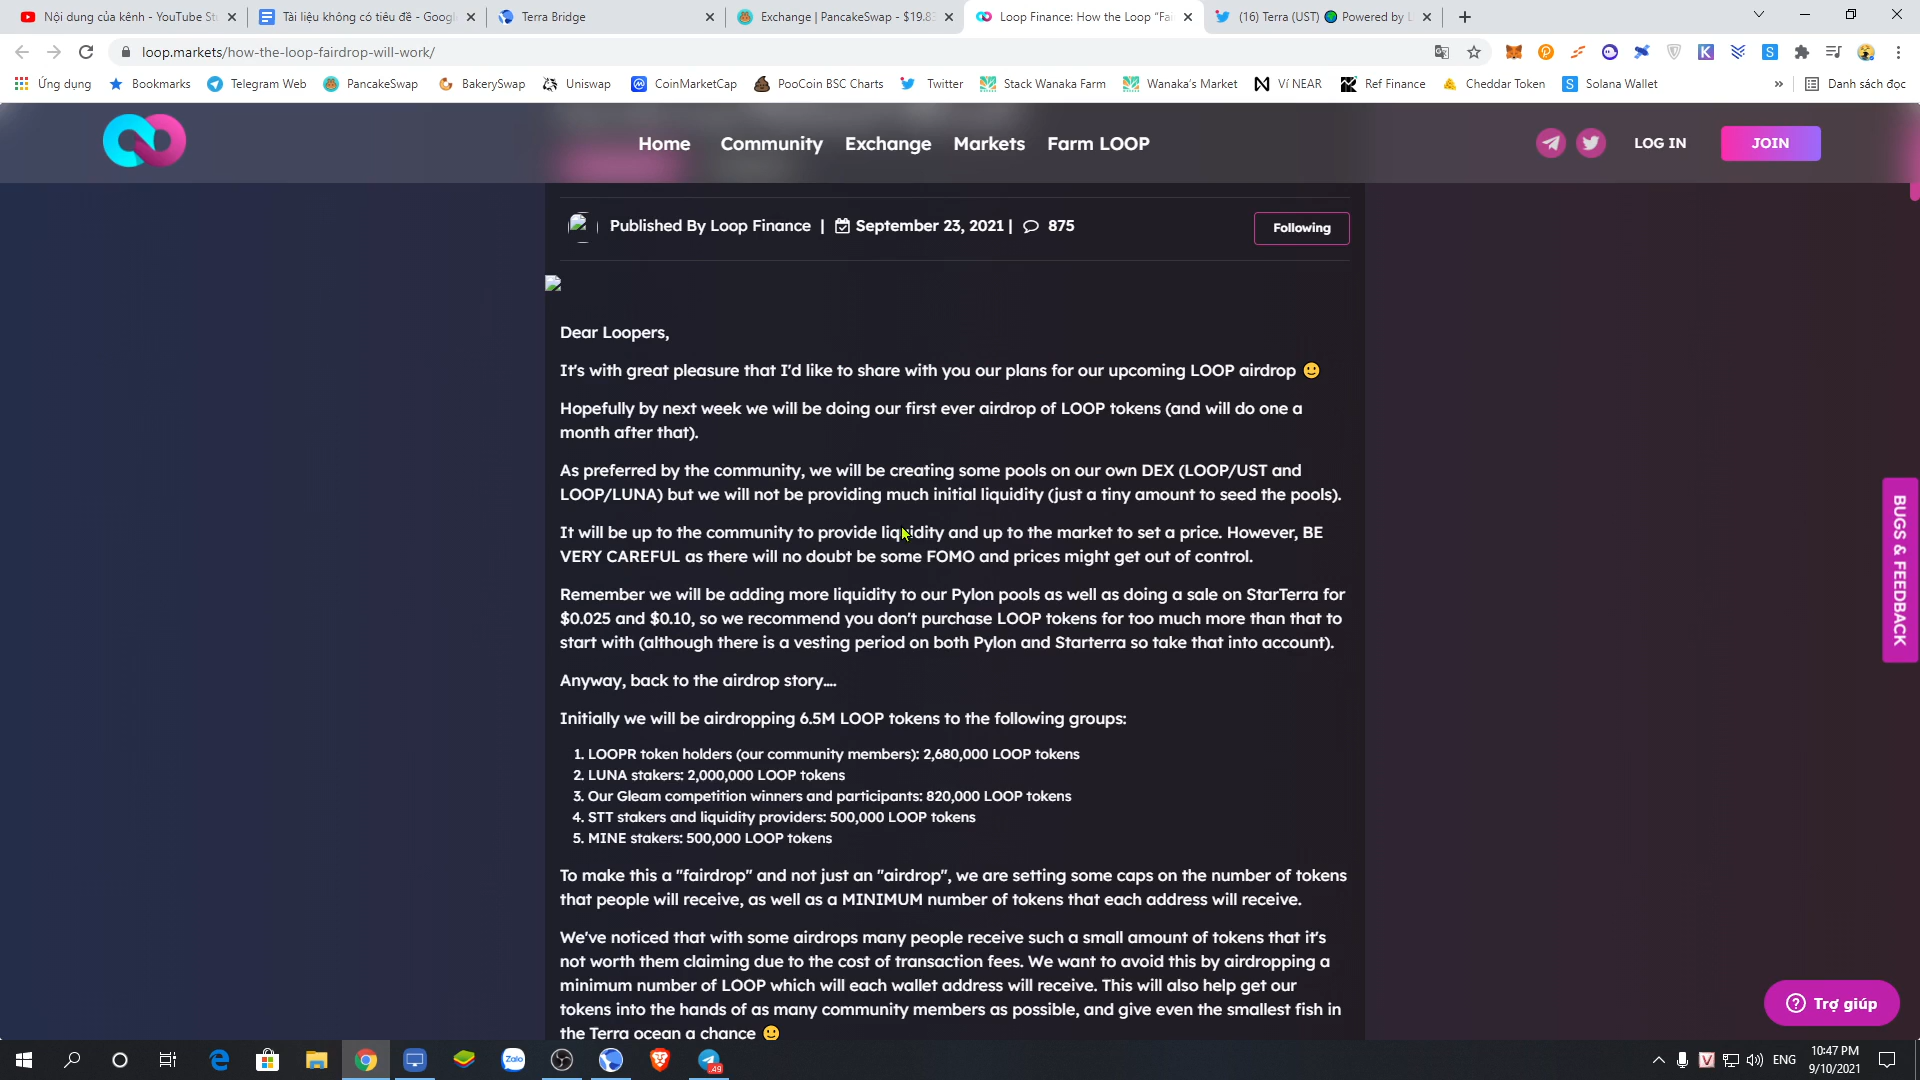 Nội dung của kênh - YouTube St
Tài liệu không có tiêu đề - Googl
Terra Bridge
Exchange | PancakeSwap - $19.83
Loop Finance: How the Loop "Fai
(16) Terra (UST) 🌍 Powered by L
loop.markets/how-the-loop-fairdrop-will-work/
Ứng dụng
Bookmarks
Telegram Web
PancakeSwap
BakerySwap
Uniswap
CoinMarketCap
PooCoin BSC Charts
Twitter
Stack Wanaka Farm
Wanaka's Market
Ví NEAR
Ref Finance
Cheddar Token
Solana Wallet
»
Danh sách đọc
Home
Community
Exchange
Markets
Farm LOOP
LOG IN
JOIN
Published By Loop Finance | September 23, 2021 | 875
Following
Dear Loopers,
It's with great pleasure that I'd like to share with you our plans for our upcoming LOOP airdrop 🙂
Hopefully by next week we will be doing our first ever airdrop of LOOP tokens (and will do one a
month after that).
As preferred by the community, we will be creating some pools on our own DEX (LOOP/UST and
LOOP/LUNA) but we will not be providing much initial liquidity (just a tiny amount to seed the pools).
It will be up to the community to provide liquidity and up to the market to set a price. However, BE
VERY CAREFUL as there will no doubt be some FOMO and prices might get out of control.
Remember we will be adding more liquidity to our Pylon pools as well as doing a sale on StarTerra for
$0.025 and $0.10, so we recommend you don't purchase LOOP tokens for too much more than that to
start with (although there is a vesting period on both Pylon and Starterra so take that into account).
Anyway, back to the airdrop story....
Initially we will be airdropping 6.5M LOOP tokens to the following groups:
1. LOOPR token holders (our community members): 2,680,000 LOOP tokens
2. LUNA stakers: 2,000,000 LOOP tokens
3. Our Gleam competition winners and participants: 820,000 LOOP tokens
4. STT stakers and liquidity providers: 500,000 LOOP tokens
5. MINE stakers: 500,000 LOOP tokens
To make this a "fairdrop" and not just an "airdrop", we are setting some caps on the number of tokens
that people will receive, as well as a MINIMUM number of tokens that each address will receive.
We've noticed that with some airdrops many people receive such a small amount of tokens that it's
not worth them claiming due to the cost of transaction fees. We want to avoid this by airdropping a
minimum number of LOOP which will each wallet address will receive. This will also help get our
tokens into the hands of as many community members as possible, and give even the smallest fish in
the Terra ocean a chance 🙂
BUGS & FEEDBACK
Trợ giúp
Zalo
49
ENG
10:47 PM
9/10/2021